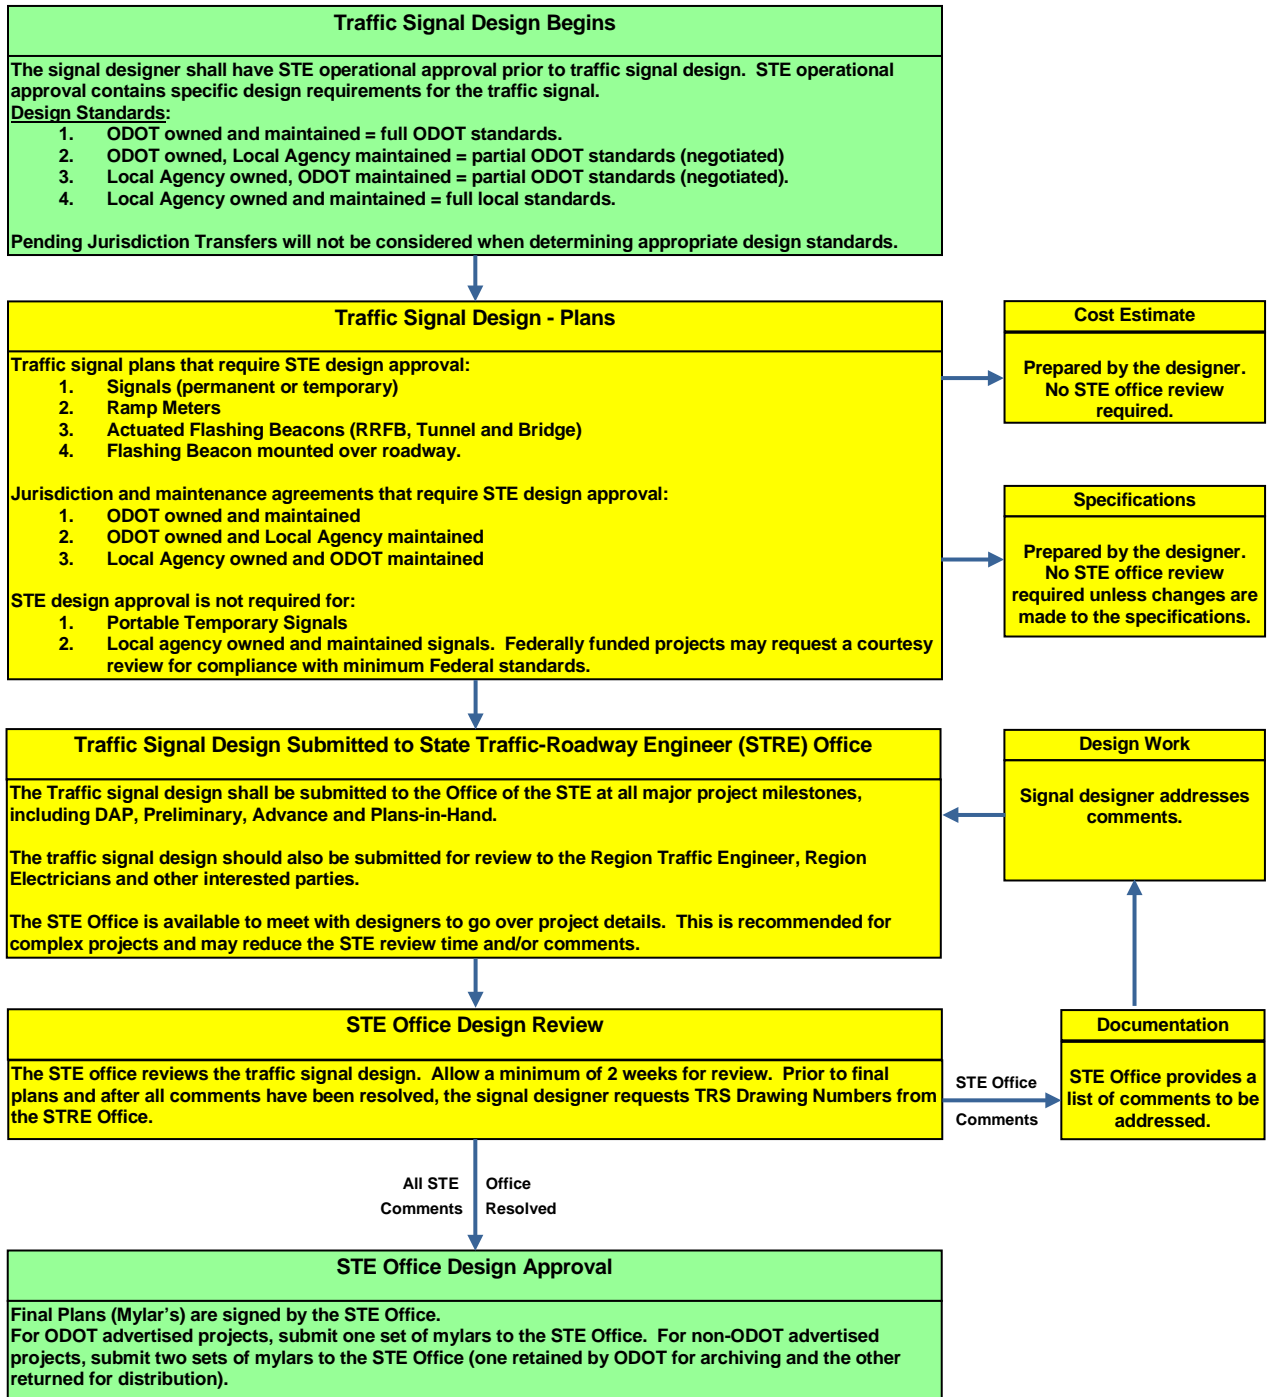 Traffic Signal Design Begins
The signal designer shall have STE operational approval prior to traffic signal design.  STE operational
approval contains specific design requirements for the traffic signal.
Design Standards:
1. ODOT owned and maintained = full ODOT standards.
2. ODOT owned, Local Agency maintained = partial ODOT standards (negotiated)
3. Local Agency owned, ODOT maintained = partial ODOT standards (negotiated).
4. Local Agency owned and maintained = full local standards.
Pending Jurisdiction Transfers will not be considered when determining appropriate design standards.
Traffic Signal Design - Plans
Traffic signal plans that require STE design approval:
1. Signals (permanent or temporary)
2. Ramp Meters
3. Actuated Flashing Beacons (RRFB, Tunnel and Bridge)
4. Flashing Beacon mounted over roadway.
Jurisdiction and maintenance agreements that require STE design approval:
1. ODOT owned and maintained
2. ODOT owned and Local Agency maintained
3. Local Agency owned and ODOT maintained
STE design approval is not required for:
1. Portable Temporary Signals
2. Local agency owned and maintained signals.  Federally funded projects may request a courtesy
review for compliance with minimum Federal standards.
Cost Estimate
Prepared by the designer.
No STE office review
required.
Specifications
Prepared by the designer.
No STE office review
required unless changes are
made to the specifications.
Traffic Signal Design Submitted to State Traffic-Roadway Engineer (STRE) Office
The Traffic signal design shall be submitted to the Office of the STE at all major project milestones,
including DAP, Preliminary, Advance and Plans-in-Hand.
The traffic signal design should also be submitted for review to the Region Traffic Engineer, Region
Electricians and other interested parties.
The STE Office is available to meet with designers to go over project details.  This is recommended for
complex projects and may reduce the STE review time and/or comments.
Design Work
Signal designer addresses
comments.
STE Office Design Review
The STE office reviews the traffic signal design.  Allow a minimum of 2 weeks for review.  Prior to final
plans and after all comments have been resolved, the signal designer requests TRS Drawing Numbers from
the STRE Office.
STE Office
Comments
Documentation
STE Office provides a
list of comments to be
addressed.
All STE Office
Comments Resolved
STE Office Design Approval
Final Plans (Mylar's) are signed by the STE Office.
For ODOT advertised projects, submit one set of mylars to the STE Office.  For non-ODOT advertised
projects, submit two sets of mylars to the STE Office (one retained by ODOT for archiving and the other
returned for distribution).